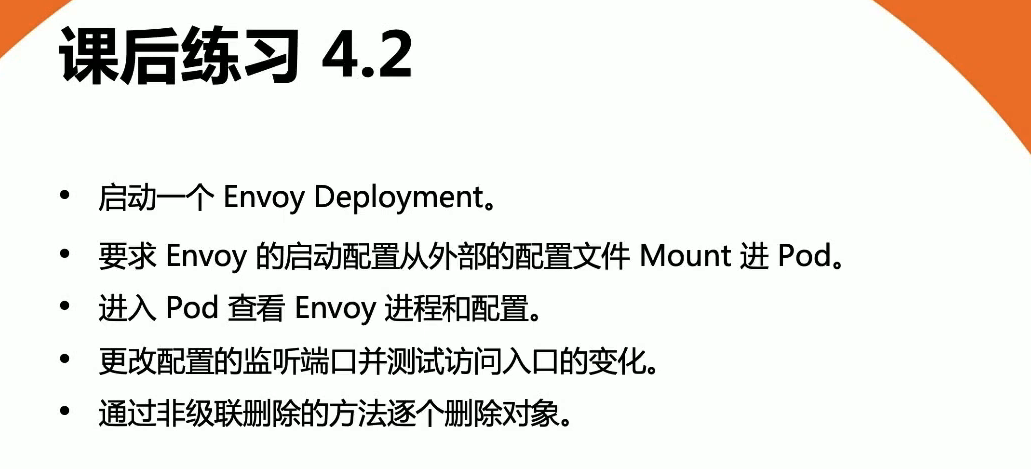 课后练习 4.2
• 启动一个 Envoy Deployment。
• 要求 Envoy 的启动配置从外部的配置文件 Mount 进 Pod。
• 进入 Pod 查看 Envoy 进程和配置。
• 更改配置的监听端口并测试访问入口的变化。
• 通过非级联删除的方法逐个删除对象。